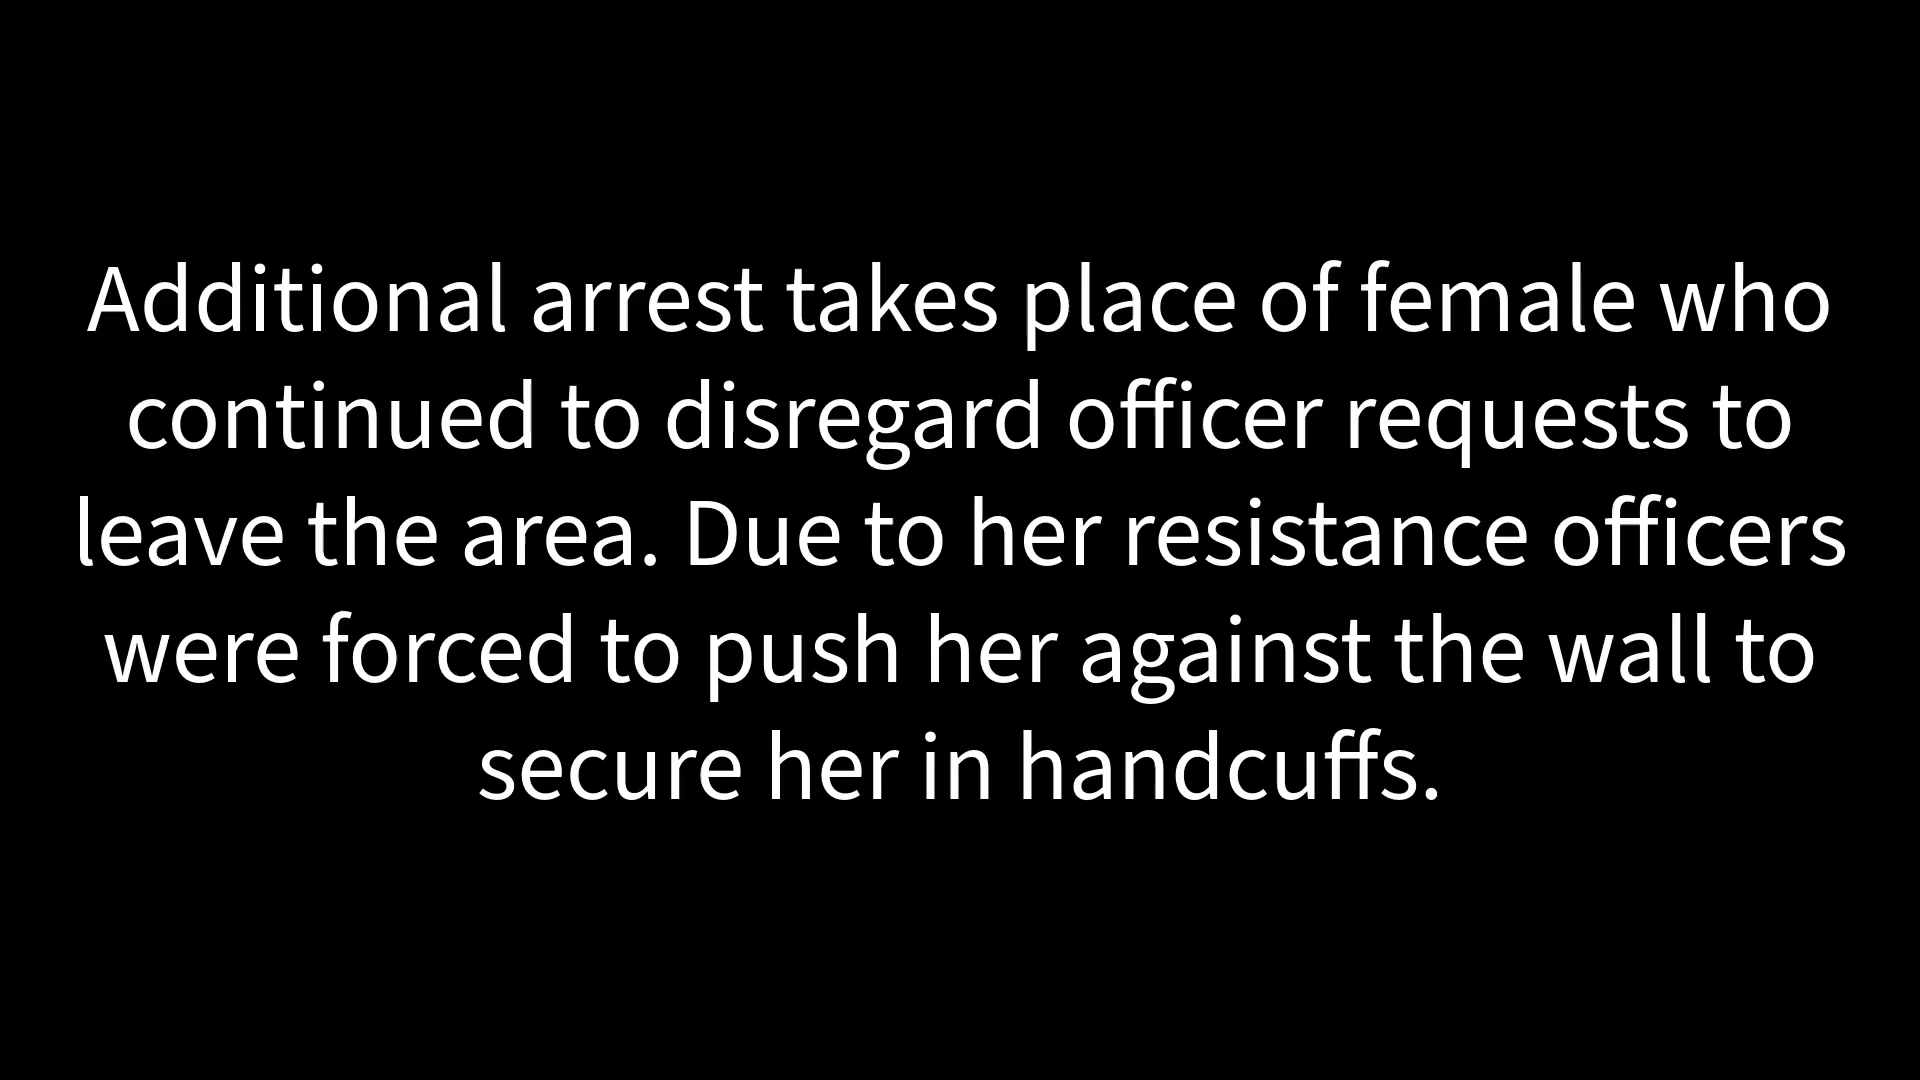 Additional arrest takes place of female who
continued to disregard officer requests to
leave the area. Due to her resistance officers
were forced to push her against the wall to
secure her in handcuffs.